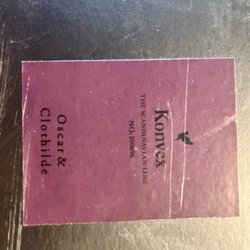 Konvex
THE SCANDINAVIAN LINE
Oscar &
Clothilde